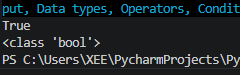 put, Data types, Operators, Condit
True
<class 'bool'>
PS C:\Users\XEE\PycharmProjects\Py